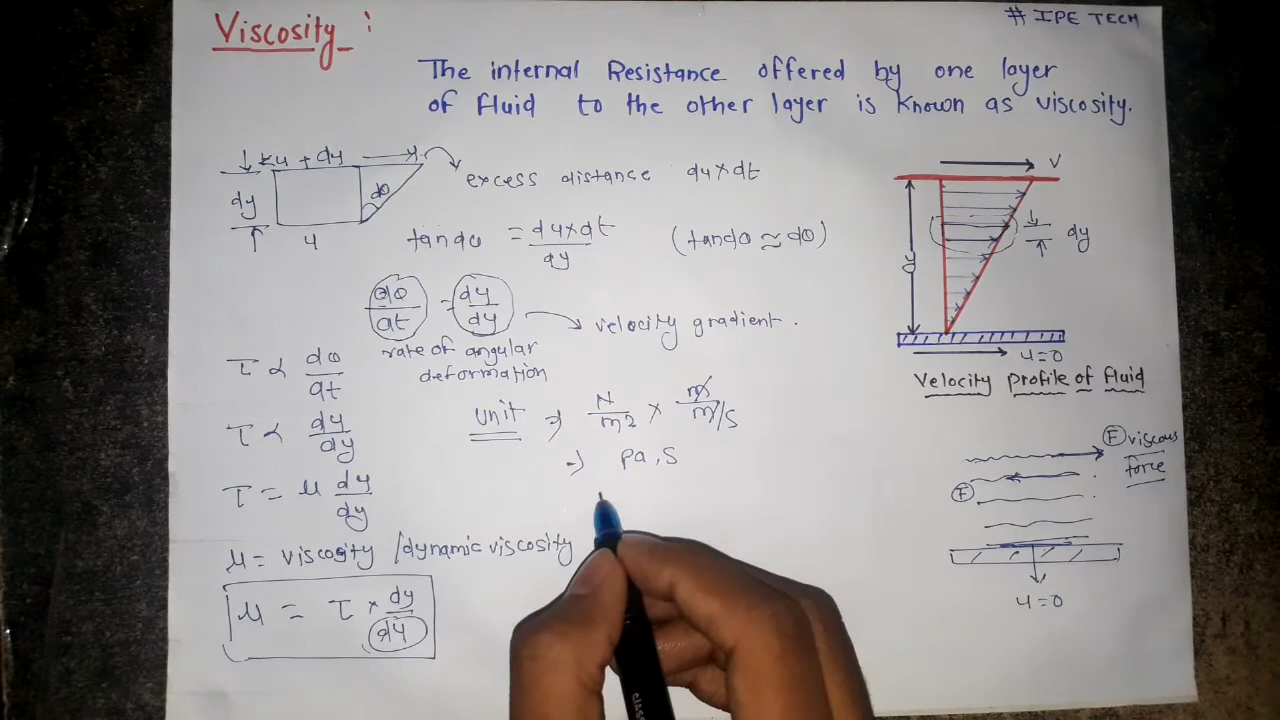 Viscosity :
# IPE TECH
The internal Resistance offered by one layer
of fluid to the other layer is known as viscosity.
u + du
excess distance du×dt
dy
dθ
u
tandθ = du×dt / dy (tandθ ≃ dθ)
dθ/dt = du/dy
velocity gradient.
rate of angular
deformation
τ ∝ dθ/dt
τ ∝ du/dy
τ = μ du/dy
μ = viscosity / dynamic viscosity
μ = τ × dy/du
Unit ⇒ N/m2 × m/m/s
⇒ pa.s
V
y
dy
u=0
Velocity profile of fluid
F viscous
force
F
u=0
class